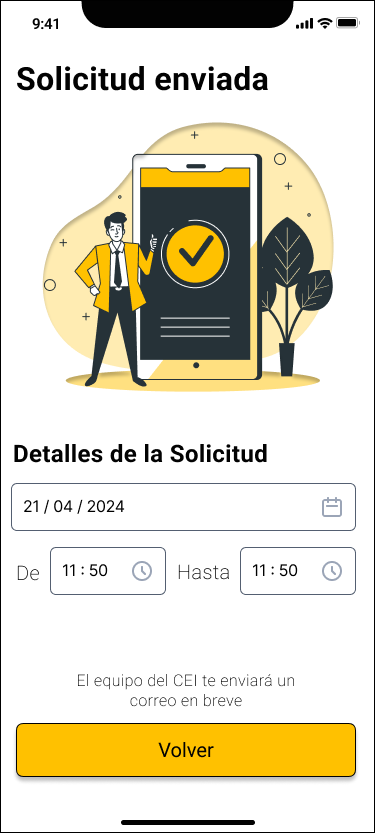 9:41
Solicitud enviada
Detalles de la Solicitud
21 / 04 / 2024
De 11 : 50 Hasta 11 : 50
El equipo del CEI te enviará un
correo en breve
Volver